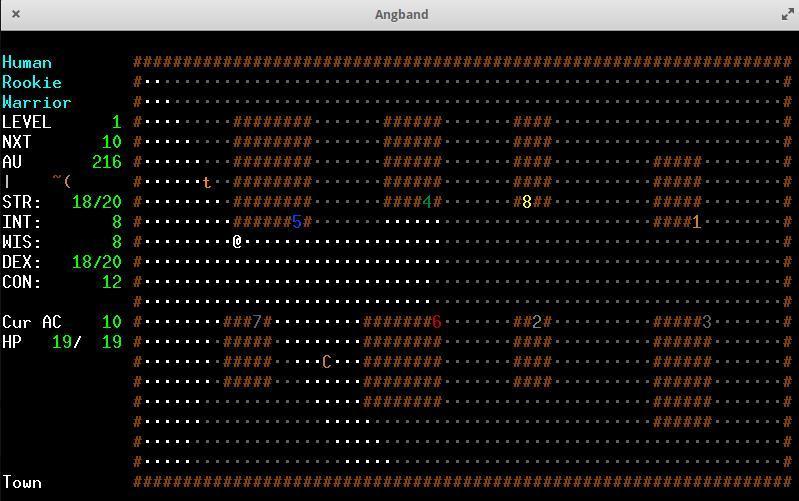 Angband
Human
Rookie
Warrior
LEVEL 1
NXT 10
AU 216
| ~( t
STR: 18/20 4 8
INT: 8 5 1
WIS: 8 @
DEX: 18/20
CON: 12
Cur AC 10 7 6 2 3
HP 19/ 19 C
Town